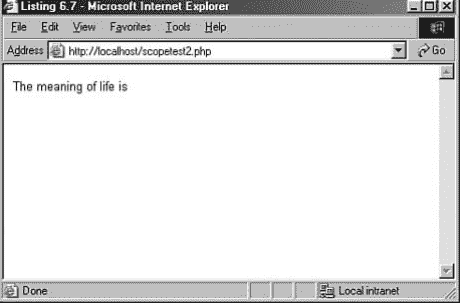 Listing 6.7 - Microsoft Internet Explorer
File Edit View Favorites Tools Help
Address http://localhost/scopetest2.php Go
The meaning of life is
Done Local intranet